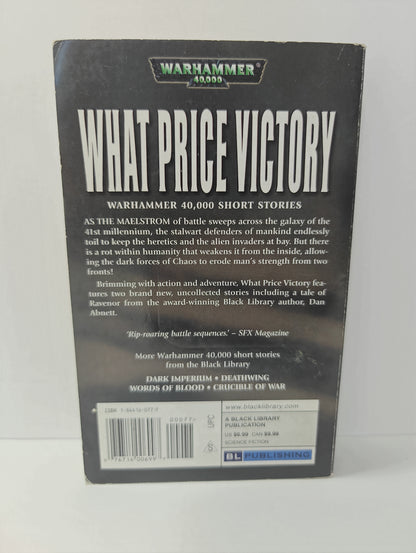 WARHAMMER
40,000
WHAT PRICE VICTORY
WARHAMMER 40,000 SHORT STORIES
AS THE MAELSTROM of battle sweeps across the galaxy of the
41st millennium, the stalwart defenders of mankind endlessly
toil to keep the heretics and the alien invaders at bay. But there
is a rot within humanity that weakens it from the inside, allow-
ing the dark forces of Chaos to erode man's strength from two
fronts!
Brimming with action and adventure, What Price Victory fea-
tures two brand new, uncollected stories including a tale of
Ravenor from the award-winning Black Library author, Dan
Abnett.
'Rip-roaring battle sequences.' – SFX Magazine
More Warhammer 40,000 short stories
from the Black Library
DARK IMPERIUM • DEATHWING
WORDS OF BLOOD • CRUCIBLE OF WAR
ISBN 1-84416-077-
UPC
S
www.blacklibrary.com
A BLACK LIBRARY
PUBLICATION
US $6.99 CAN $9.99
SCIENCE FICTION
BL PUBLISHING